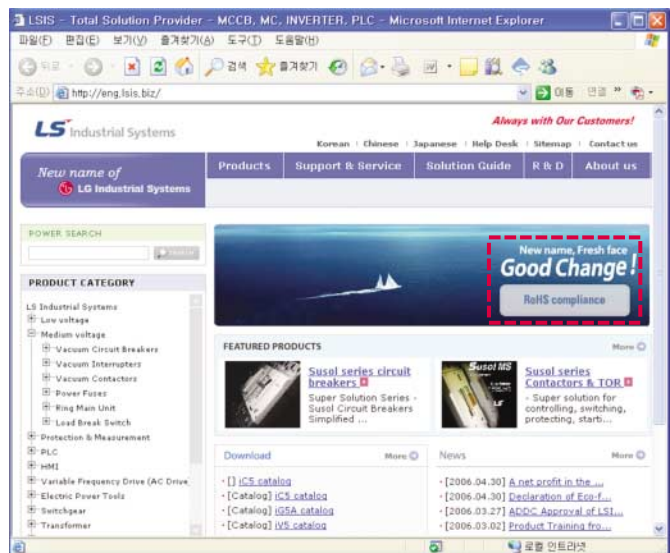 LSIS - Total Solution Provider - MCCB, MC, INVERTER, PLC - Microsoft Internet Explorer
파일(F) 편집(E) 보기(V) 즐겨찾기(A) 도구(T) 도움말(H)
뒤로 검색 즐겨찾기
주소(D) http://eng.lsis.biz/ 이동 연결 »
LS Industrial Systems
Always with Our Customers!
Korean Chinese Japanese Help Desk Sitemap Contact us
New name of
LG Industrial Systems
Products Support & Service Solution Guide R & D About us
POWER SEARCH
Search
PRODUCT CATEGORY
LS Industrial Systems
Low voltage
Medium voltage
Vacuum Circuit Breakers
Vacuum Interrupters
Vacuum Contactors
Power Fuses
Ring Main Unit
Load Break Switch
Protection & Measurement
PLC
HMI
Variable Frequency Drive (AC Drive
Electric Power Tools
Switchgear
Transformer
New name, Fresh face
Good Change!
RoHS compliance
FEATURED PRODUCTS More
Susol series circuit
breakers
Super Solution Series -
Susol Circuit Breakers
Simplified ...
Susol MS
LS
Susol series
Contactors & TOR
- Super solution for
controlling, switching,
protecting, starti...
Download More
· [] iC5 catalog
· [Catalog] iC5 catalog
· [Catalog] iG5A catalog
· [Catalog] iV5 catalog
News More
· [2006.04.30] A net profit in the ...
· [2006.04.30] Declaration of Eco-f...
· [2006.03.27] ADDC Approval of LSI...
· [2006.03.02] Product Training fro...
로컬 인트라넷